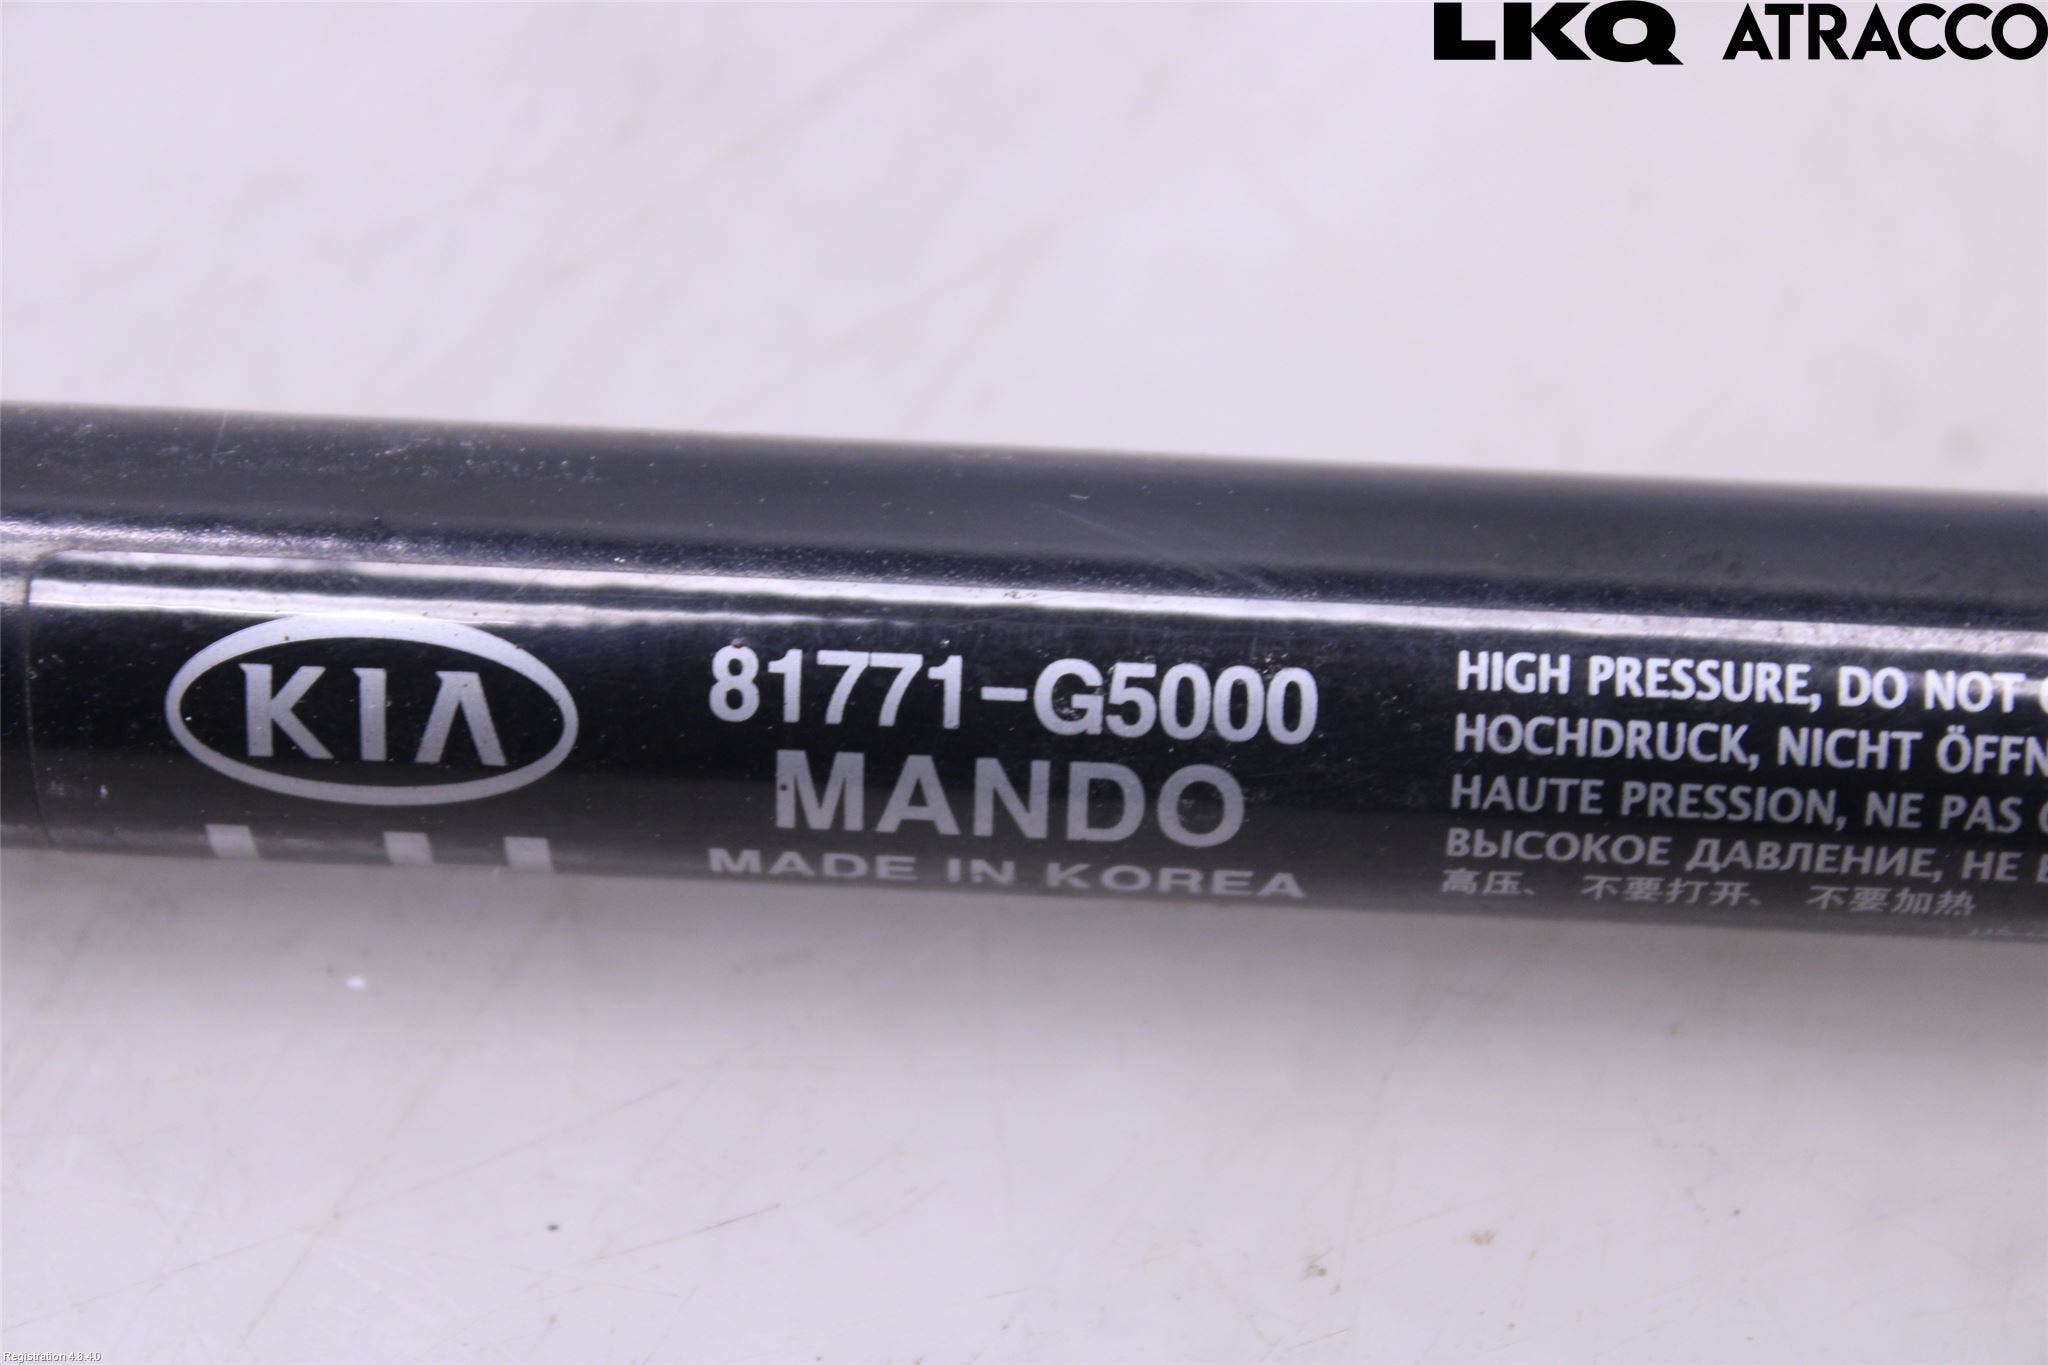 LKQ ATRACCO
KIA
81771-G5000
MANDO
MADE IN KOREA
HIGH PRESSURE, DO NOT
HOCHDRUCK, NICHT
HAUTE PRESSION, NE PAS
ВЫСОКОЕ ДАВЛЕНИЕ, НЕ
高压、 不要打开、 不要加热
Registration 4.8.4.0